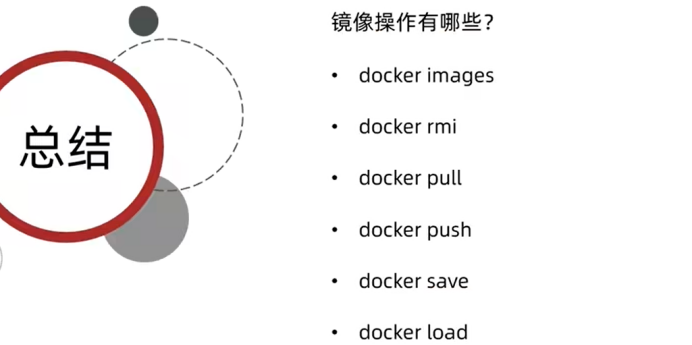 总结
镜像操作有哪些？
• docker images
• docker rmi
• docker pull
• docker push
• docker save
• docker load